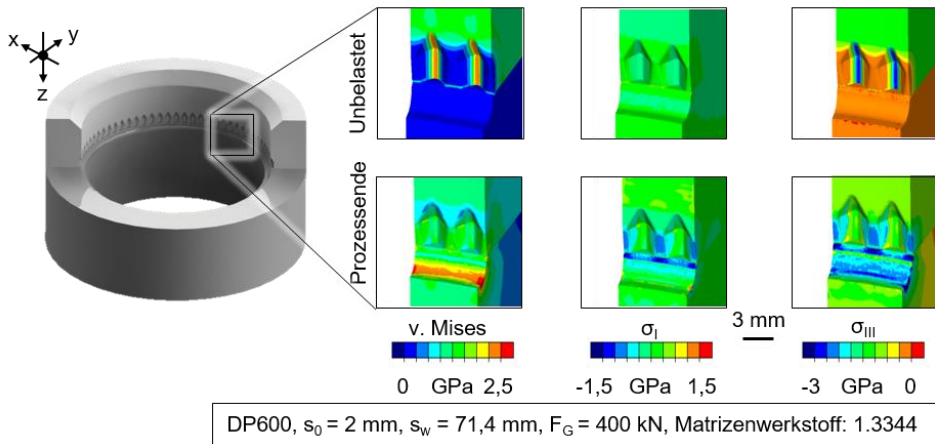 x
y
z
Unbelastet
Prozessende
v. Mises
0 GPa 2,5
σI
-1,5 GPa 1,5
3 mm
σIII
-3 GPa 0
DP600, s0 = 2 mm, sw = 71,4 mm, FG = 400 kN, Matrizenwerkstoff: 1.3344